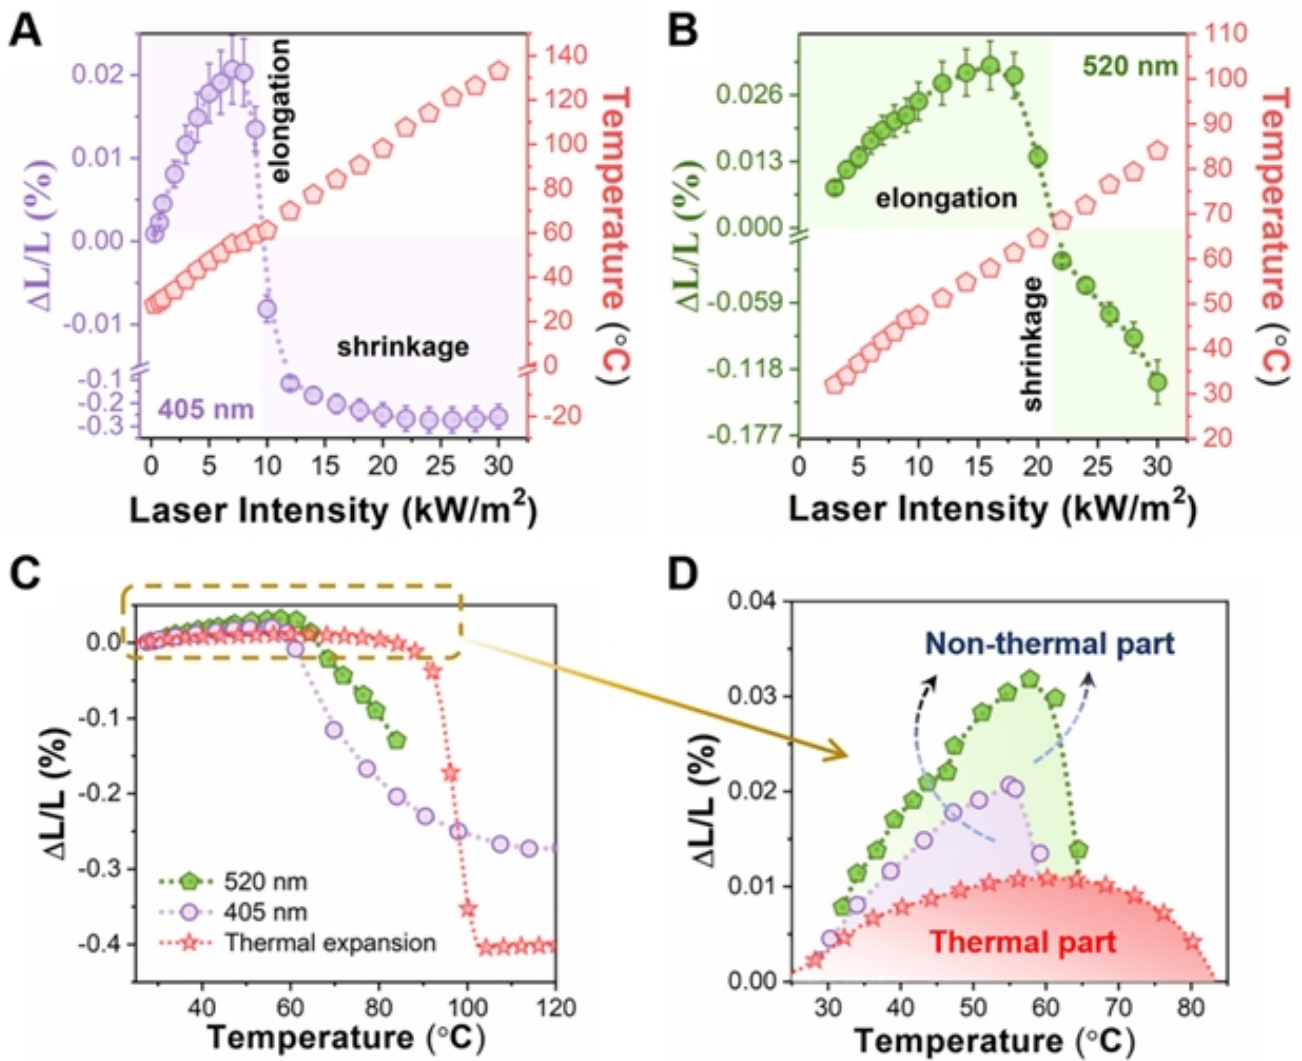 A
0.02
0.01
0.00
-0.01
-0.1
-0.2
-0.3
ΔL/L (%)
elongation
shrinkage
405 nm
140
120
100
80
60
40
20
0
-20
Temperature (°C)
0 5 10 15 20 25 30
Laser Intensity (kW/m²)
B
0.026
0.013
0.000
-0.059
-0.118
-0.177
ΔL/L (%)
520 nm
elongation
shrinkage
110
100
90
80
70
60
50
40
30
20
Temperature (°C)
0 5 10 15 20 25 30
Laser Intensity (kW/m²)
C
0.0
-0.1
-0.2
-0.3
-0.4
ΔL/L (%)
520 nm
405 nm
Thermal expansion
40 60 80 100 120
Temperature (°C)
D
0.04
0.03
0.02
0.01
0.00
ΔL/L (%)
Non-thermal part
Thermal part
30 40 50 60 70 80
Temperature (°C)